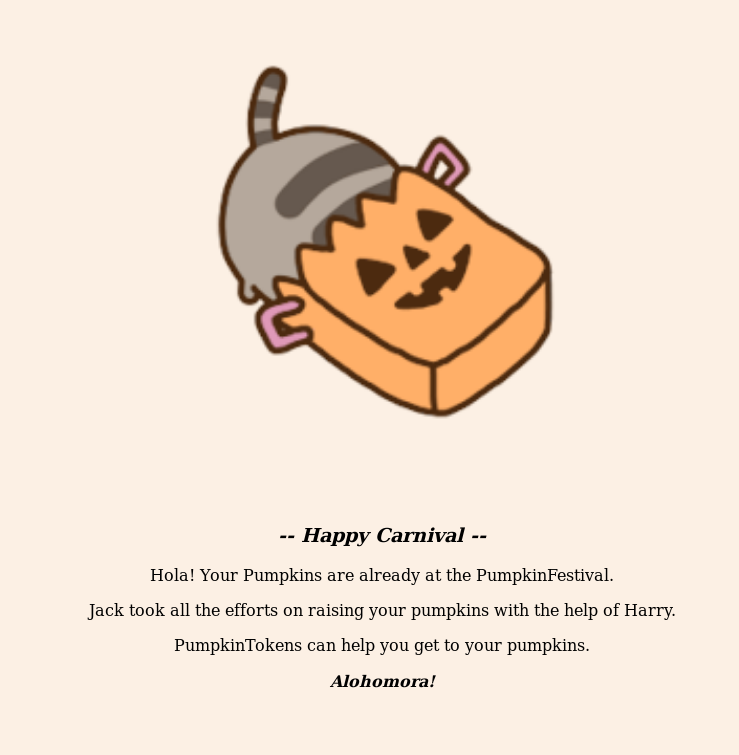 -- Happy Carnival --
Hola! Your Pumpkins are already at the PumpkinFestival.
Jack took all the efforts on raising your pumpkins with the help of Harry.
PumpkinTokens can help you get to your pumpkins.
Alohomora!